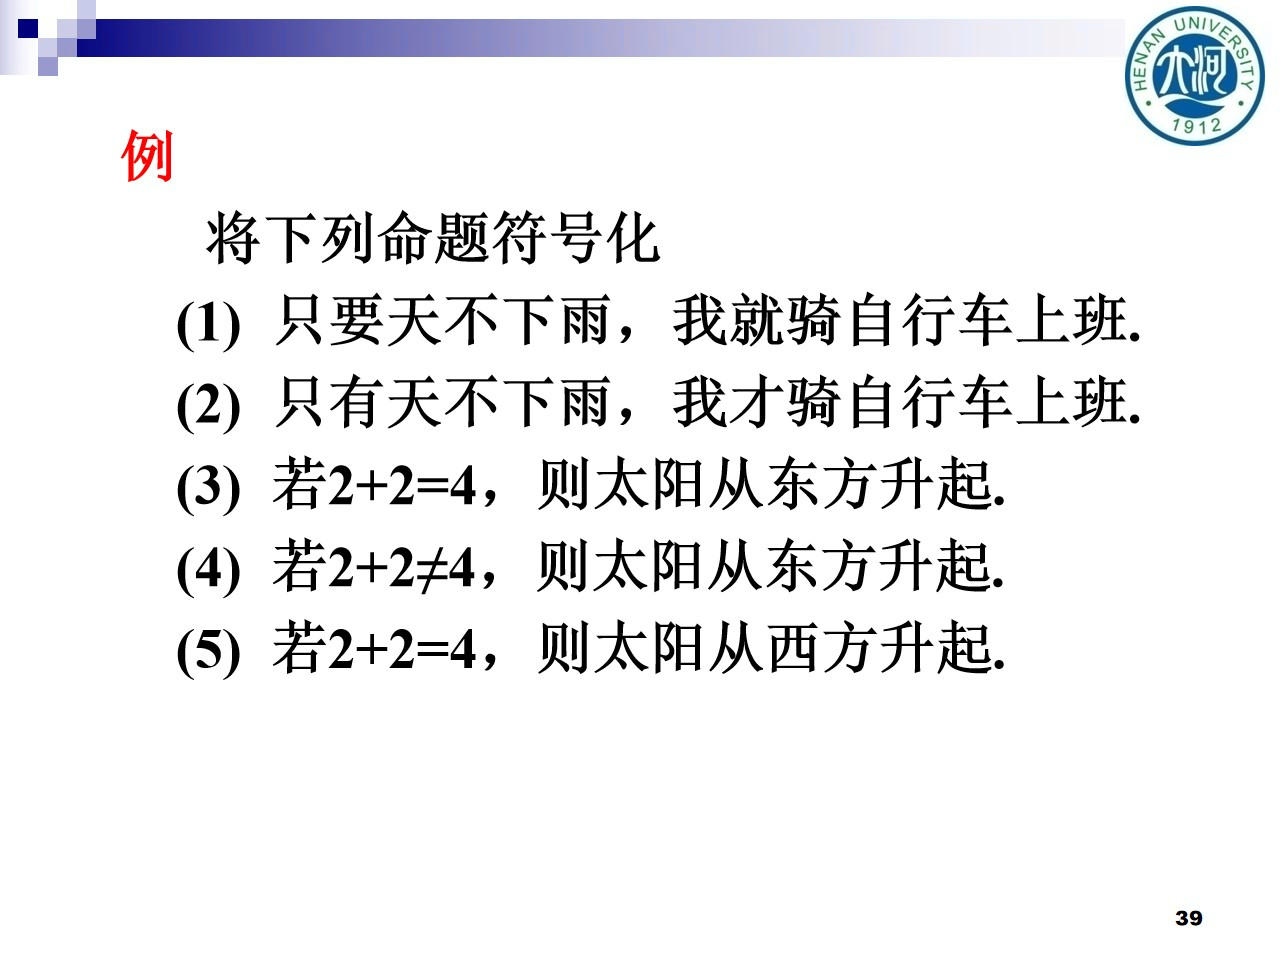 HENAN UNIVERSITY
大河
1912
例
将下列命题符号化
(1) 只要天不下雨，我就骑自行车上班.
(2) 只有天不下雨，我才骑自行车上班.
(3) 若2+2=4，则太阳从东方升起.
(4) 若2+2≠4，则太阳从东方升起.
(5) 若2+2=4，则太阳从西方升起.
39